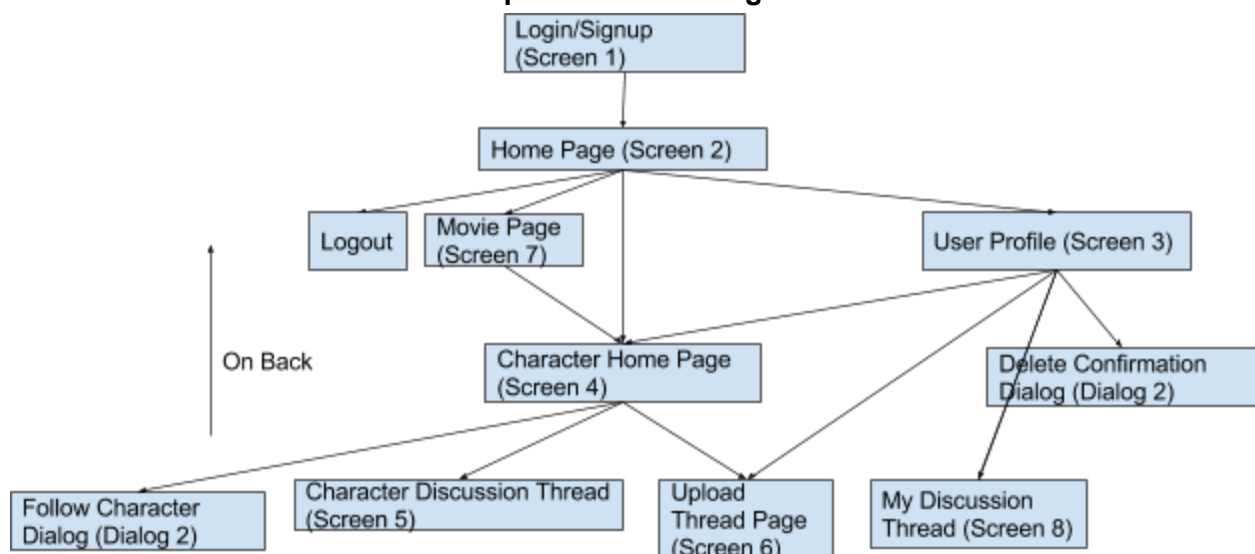 Login/Signup
(Screen 1)
Home Page (Screen 2)
Logout
Movie Page
(Screen 7)
User Profile (Screen 3)
On Back
Character Home Page
(Screen 4)
Delete Confirmation
Dialog (Dialog 2)
Follow Character
Dialog (Dialog 2)
Character Discussion Thread
(Screen 5)
Upload
Thread Page
(Screen 6)
My Discussion
Thread (Screen 8)